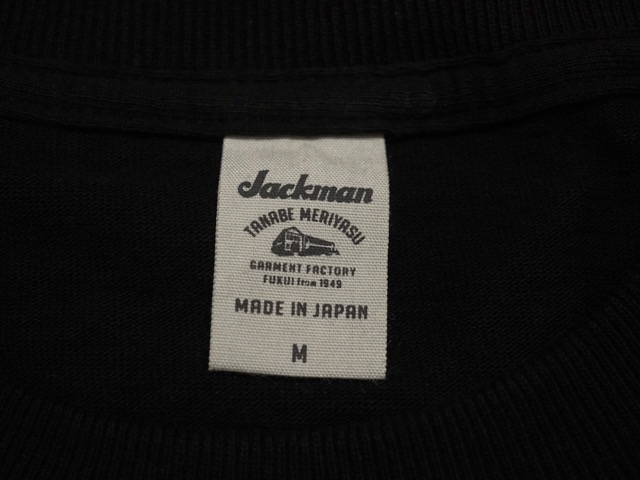 Jackman
TANABE MERIYASU
GARMENT FACTORY
FUKUI from 1949
MADE IN JAPAN
M